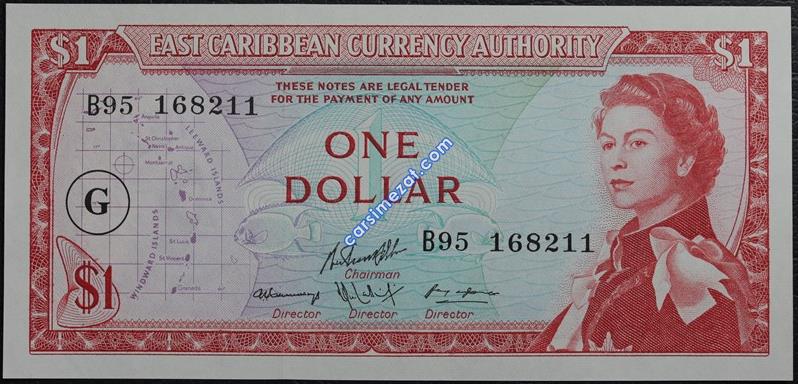 $1 EAST CARIBBEAN CURRENCY AUTHORITY $1
THESE NOTES ARE LEGAL TENDER
FOR THE PAYMENT OF ANY AMOUNT
B95 168211
Anguilla
St Christopher
Nevis
Antigua
Montserrat
LEEWARD ISLANDS
Dominica
ONE
DOLLAR
G
carsimezat.com
B95 168211
St Lucia
St Vincent
WINDWARD ISLANDS
Grenada
$1
Chairman
Director Director Director